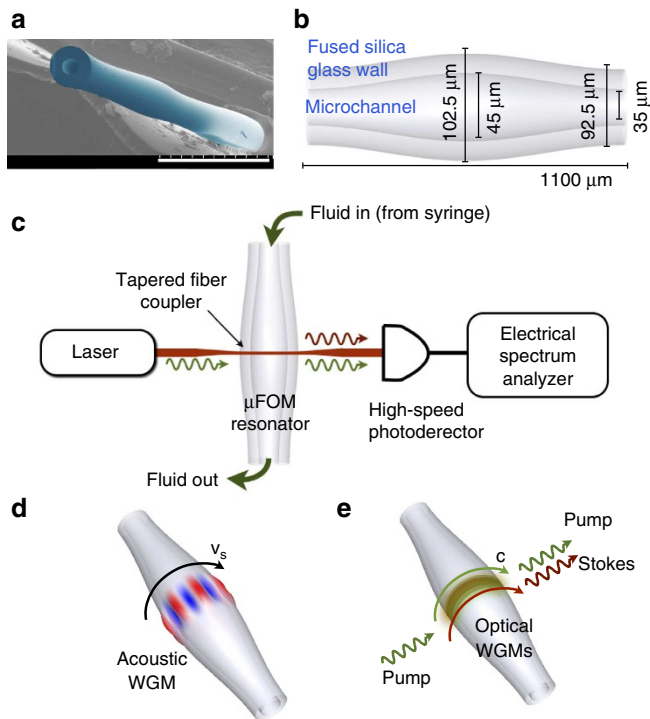 a
b
Fused silica
glass wall
Microchannel
102.5 μm
45 μm
92.5 μm
35 μm
1100 μm
c
Fluid in (from syringe)
Tapered fiber
coupler
Laser
μFOM
resonator
High-speed
photoderector
Electrical
spectrum
analyzer
Fluid out
d
vs
Acoustic
WGM
e
Pump
Stokes
c
Optical
WGMs
Pump